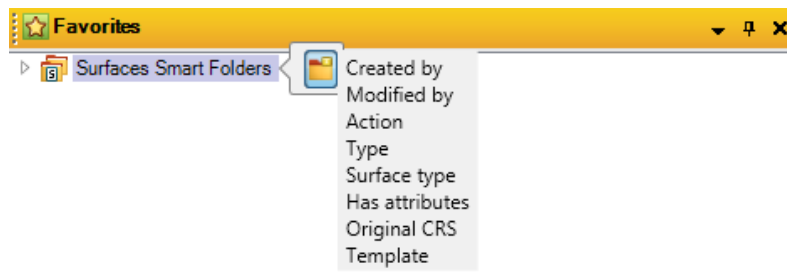 Favorites
S Surfaces Smart Folders
Created by
Modified by
Action
Type
Surface type
Has attributes
Original CRS
Template